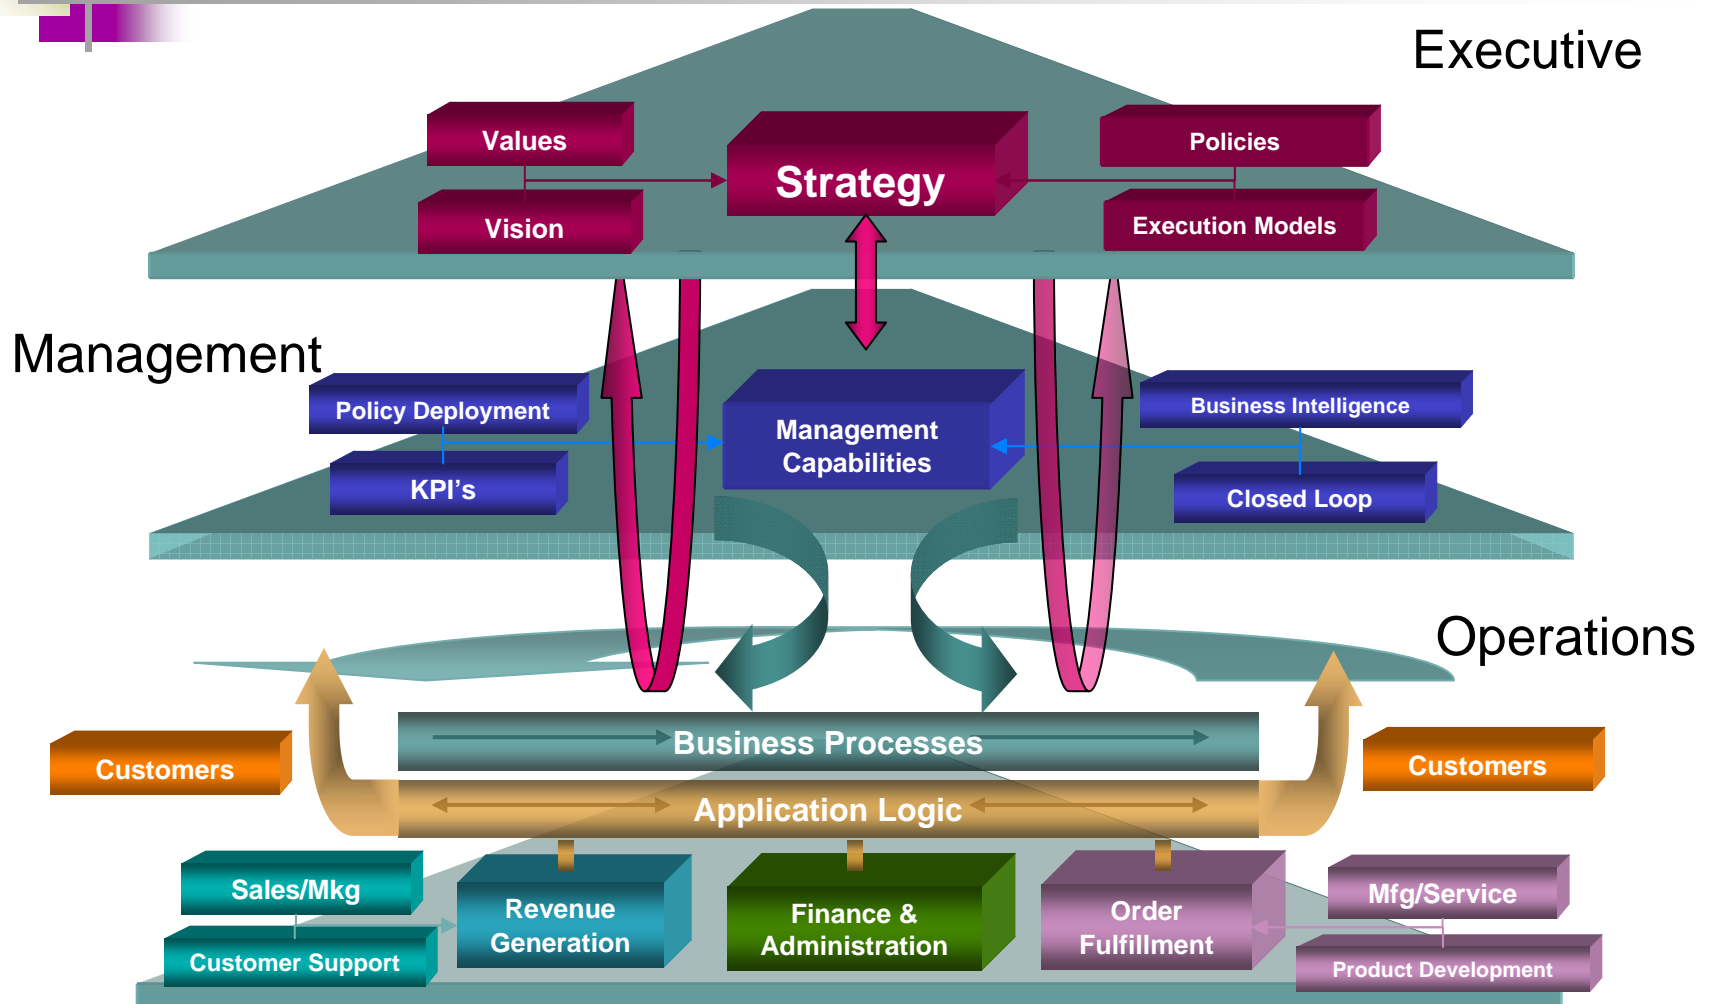 Executive
Values
Vision
Strategy
Policies
Execution Models
Management
Policy Deployment
KPI's
Management
Capabilities
Business Intelligence
Closed Loop
Operations
Customers
Business Processes
Application Logic
Customers
Sales/Mkg
Customer Support
Revenue
Generation
Finance &
Administration
Order
Fulfillment
Mfg/Service
Product Development